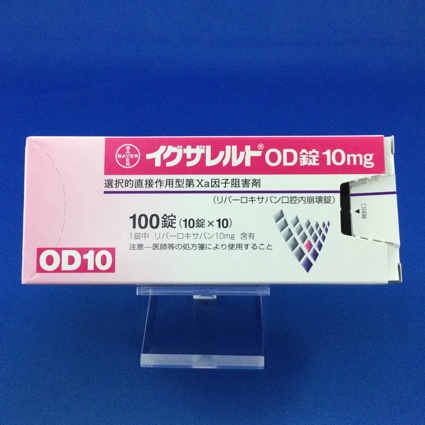 BAYER
BAYER
イグザレルト® OD錠10mg
選択的直接作用型第Xa因子阻害剤
(リバーロキサバン口腔内崩壊錠)
100錠(10錠×10)
1錠中 リバーロキサバン10mg 含有
注意—医師等の処方箋により使用すること
OD10